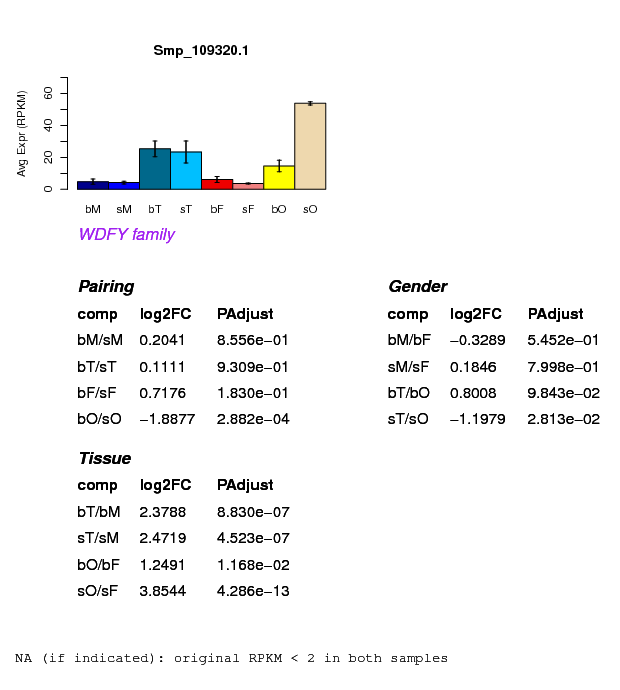 Smp_109320.1
Avg Expr (RPKM)
60
40
20
0
bM sM bT sT bF sF bO sO
WDFY family
Pairing
comp log2FC PAdjust
bM/sM 0.2041 8.556e−01
bT/sT 0.1111 9.309e−01
bF/sF 0.7176 1.830e−01
bO/sO −1.8877 2.882e−04
Gender
comp log2FC PAdjust
bM/bF −0.3289 5.452e−01
sM/sF 0.1846 7.998e−01
bT/bO 0.8008 9.843e−02
sT/sO −1.1979 2.813e−02
Tissue
comp log2FC PAdjust
bT/bM 2.3788 8.830e−07
sT/sM 2.4719 4.523e−07
bO/bF 1.2491 1.168e−02
sO/sF 3.8544 4.286e−13
NA (if indicated): original RPKM < 2 in both samples